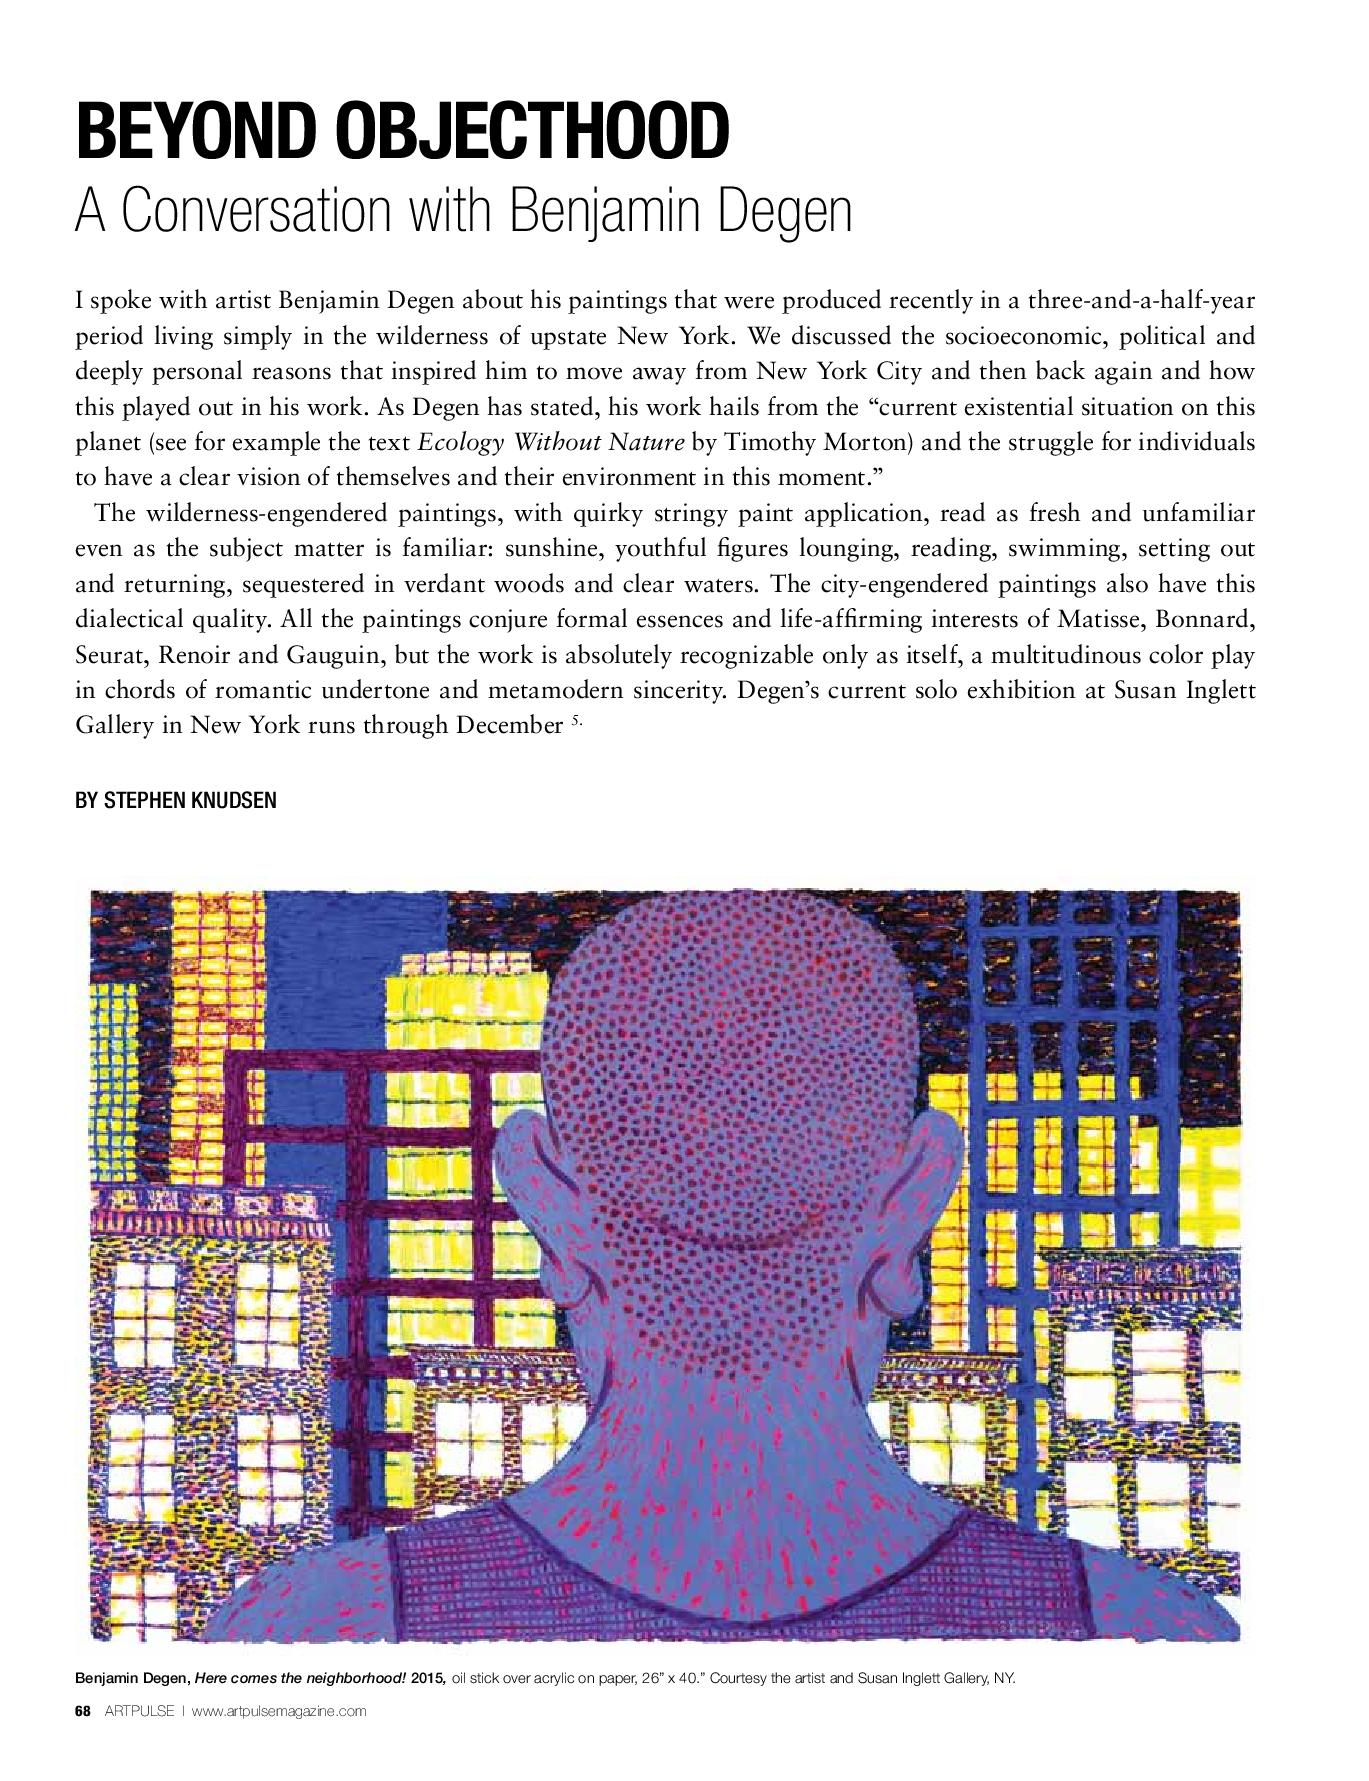 BEYOND OBJECTHOOD
A Conversation with Benjamin Degen
I spoke with artist Benjamin Degen about his paintings that were produced recently in a three-and-a-half-year
period living simply in the wilderness of upstate New York. We discussed the socioeconomic, political and
deeply personal reasons that inspired him to move away from New York City and then back again and how
this played out in his work. As Degen has stated, his work hails from the “current existential situation on this
planet (see for example the text Ecology Without Nature by Timothy Morton) and the struggle for individuals
to have a clear vision of themselves and their environment in this moment.”
The wilderness-engendered paintings, with quirky stringy paint application, read as fresh and unfamiliar
even as the subject matter is familiar: sunshine, youthful figures lounging, reading, swimming, setting out
and returning, sequestered in verdant woods and clear waters. The city-engendered paintings also have this
dialectical quality. All the paintings conjure formal essences and life-affirming interests of Matisse, Bonnard,
Seurat, Renoir and Gauguin, but the work is absolutely recognizable only as itself, a multitudinous color play
in chords of romantic undertone and metamodern sincerity. Degen’s current solo exhibition at Susan Inglett
Gallery in New York runs through December 5.
BY STEPHEN KNUDSEN
Benjamin Degen, Here comes the neighborhood! 2015, oil stick over acrylic on paper, 26” x 40.” Courtesy the artist and Susan Inglett Gallery, NY.
68 ARTPULSE | www.artpulsemagazine.com